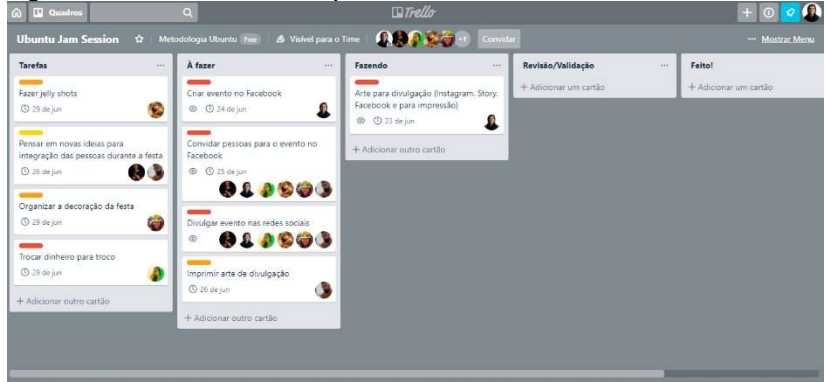 Quadros
Trello
Ubuntu Jam Session
Metodologia Ubuntu Free
Visível para o Time
+1
Convidar
... Mostrar Menu
Tarefas
Fazer jelly shots
29 de jun
Pensar em novas ideias para
integração das pessoas durante a festa
28 de jun
Organizar a decoração da festa
29 de jun
Trocar dinheiro para troco
29 de jun
+ Adicionar outro cartão
À fazer
Criar evento no Facebook
24 de jun
Convidar pessoas para o evento no
Facebook
25 de jun
Divulgar evento nas redes sociais
Imprimir arte de divulgação
26 de jun
+ Adicionar outro cartão
Fazendo
Arte para divulgação (Instagram. Story.
Facebook e para impressão)
23 de jun
+ Adicionar outro cartão
Revisão/Validação
+ Adicionar um cartão
Feito!
+ Adicionar um cartão